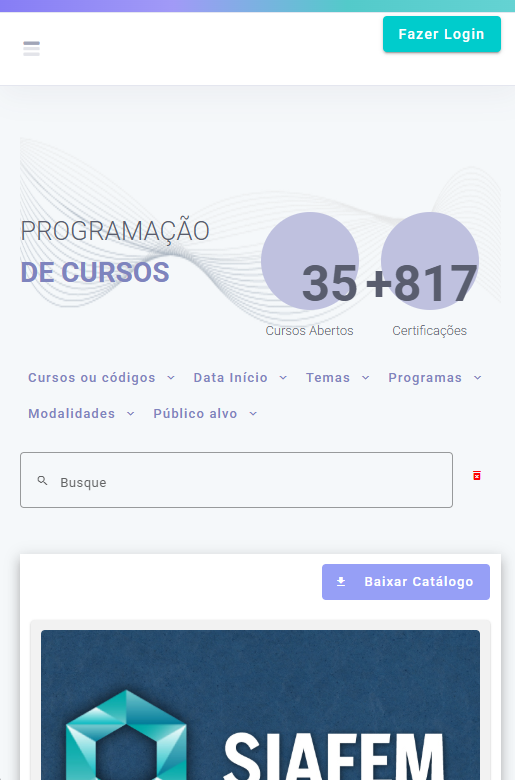 Fazer Login
PROGRAMAÇÃO
DE CURSOS
35 +817
Cursos Abertos Certificações
Cursos ou códigos Data Início Temas Programas
Modalidades Público alvo
Busque
Baixar Catálogo
SIAFEM